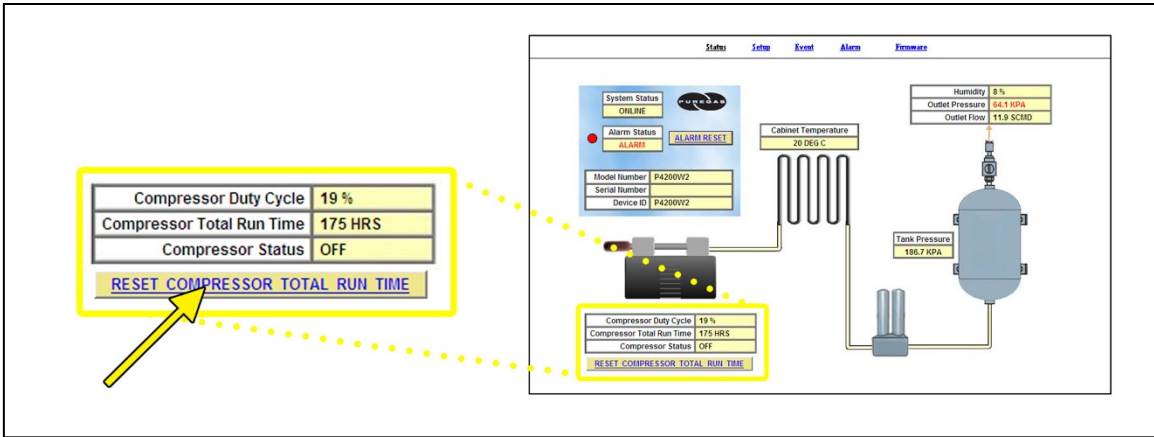 Compressor Duty Cycle 19 %
Compressor Total Run Time 175 HRS
Compressor Status OFF
RESET COMPRESSOR TOTAL RUN TIME
Status Setup Event Alarm Firmware
System Status
ONLINE
PUREGAS
Alarm Status
ALARM
ALARM RESET
Model Number P4200W2
Serial Number
Device ID P4200W2
Cabinet Temperature
20 DEG C
Humidity 8 %
Outlet Pressure 64.1 KPA
Outlet Flow 11.9 SCMD
Tank Pressure
186.7 KPA
Compressor Duty Cycle 19 %
Compressor Total Run Time 175 HRS
Compressor Status OFF
RESET COMPRESSOR TOTAL RUN TIME